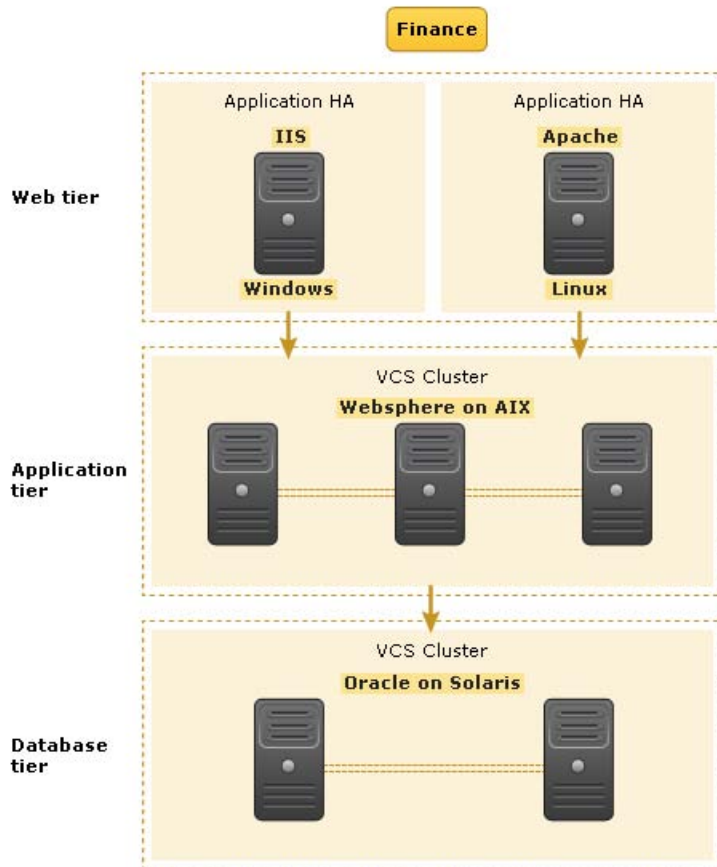 Finance
Application HA
IIS
Windows
Application HA
Apache
Linux
Web tier
VCS Cluster
Websphere on AIX
Application
tier
VCS Cluster
Oracle on Solaris
Database
tier